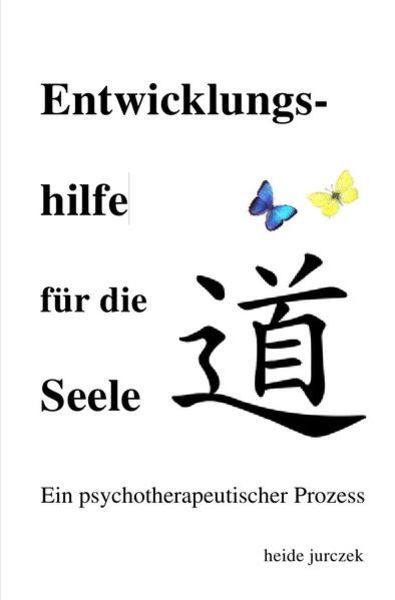 Entwicklungs-
hilfe
für die
Seele
道
Ein psychotherapeutischer Prozess
heide jurczek